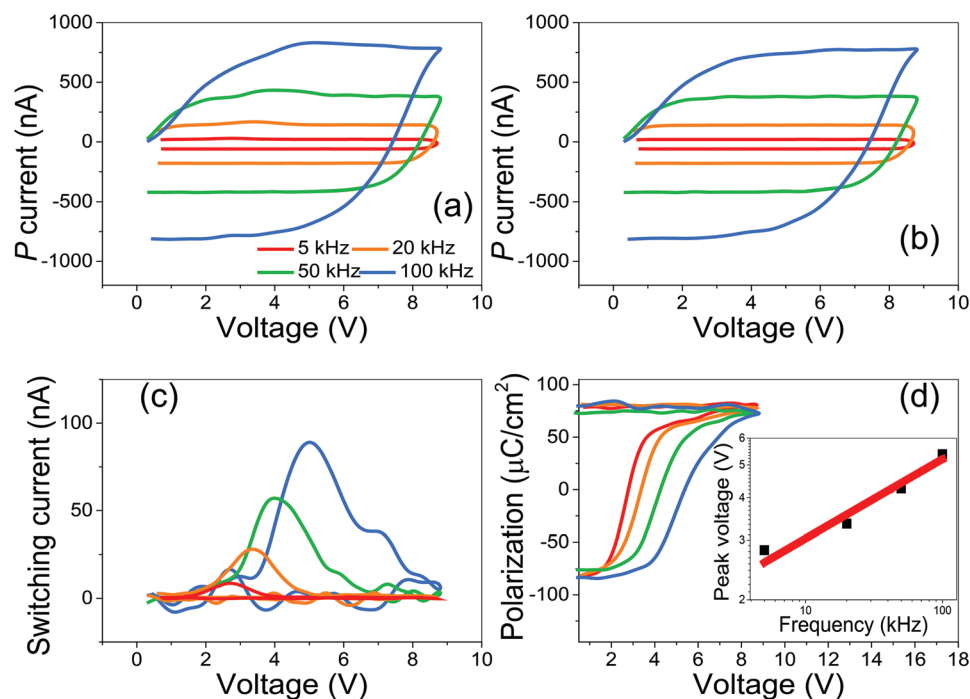 1000
500
0
-500
-1000
P current (nA)
(a)
5 kHz 20 kHz
50 kHz 100 kHz
0 2 4 6 8 10
Voltage (V)
1000
500
0
-500
-1000
P current (nA)
(b)
0 2 4 6 8 10
Voltage (V)
100
50
0
Switching current (nA)
(c)
0 2 4 6 8 10
Voltage (V)
100
50
0
-50
-100
Polarization (μC/cm²)
(d)
2 4 6 8 10 12 14 16 18
Voltage (V)
6
5
4
3
2
Peak voltage (V)
10 100
Frequency (kHz)